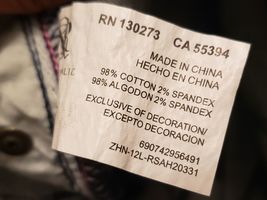 RN 130273 CA 55394
MADE IN CHINA
HECHO EN CHINA
98% COTTON 2% SPANDEX
98% ALGODON 2% SPANDEX
EXCLUSIVE OF DECORATION/
EXCEPTO DECORACION
690742956491
ZHN-12L-RSAH20331